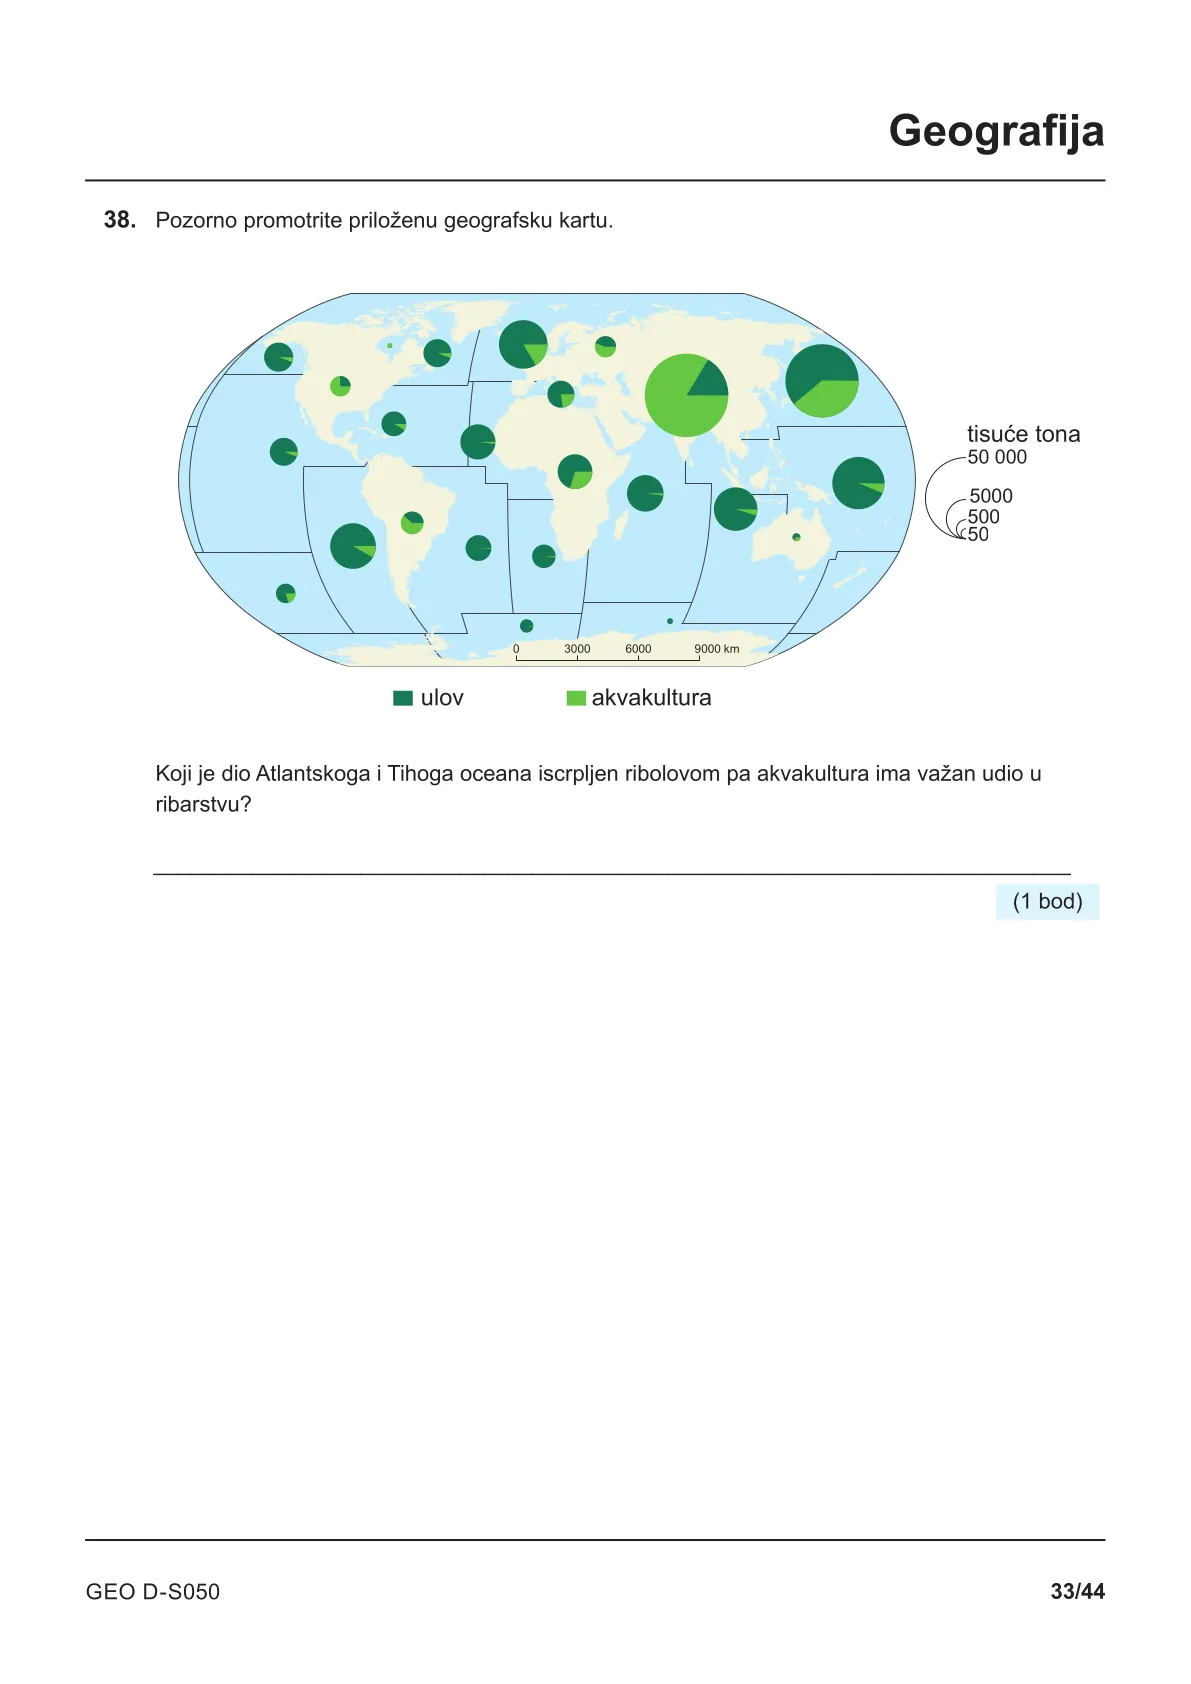 Geografija
38. Pozorno promotrite priloženu geografsku kartu.
tisuće tona
50 000
5000
500
50
0 3000 6000 9000 km
ulov akvakultura
Koji je dio Atlantskoga i Tihoga oceana iscrpljen ribolovom pa akvakultura ima važan udio u
ribarstvu?
(1 bod)
GEO D-S050 33/44